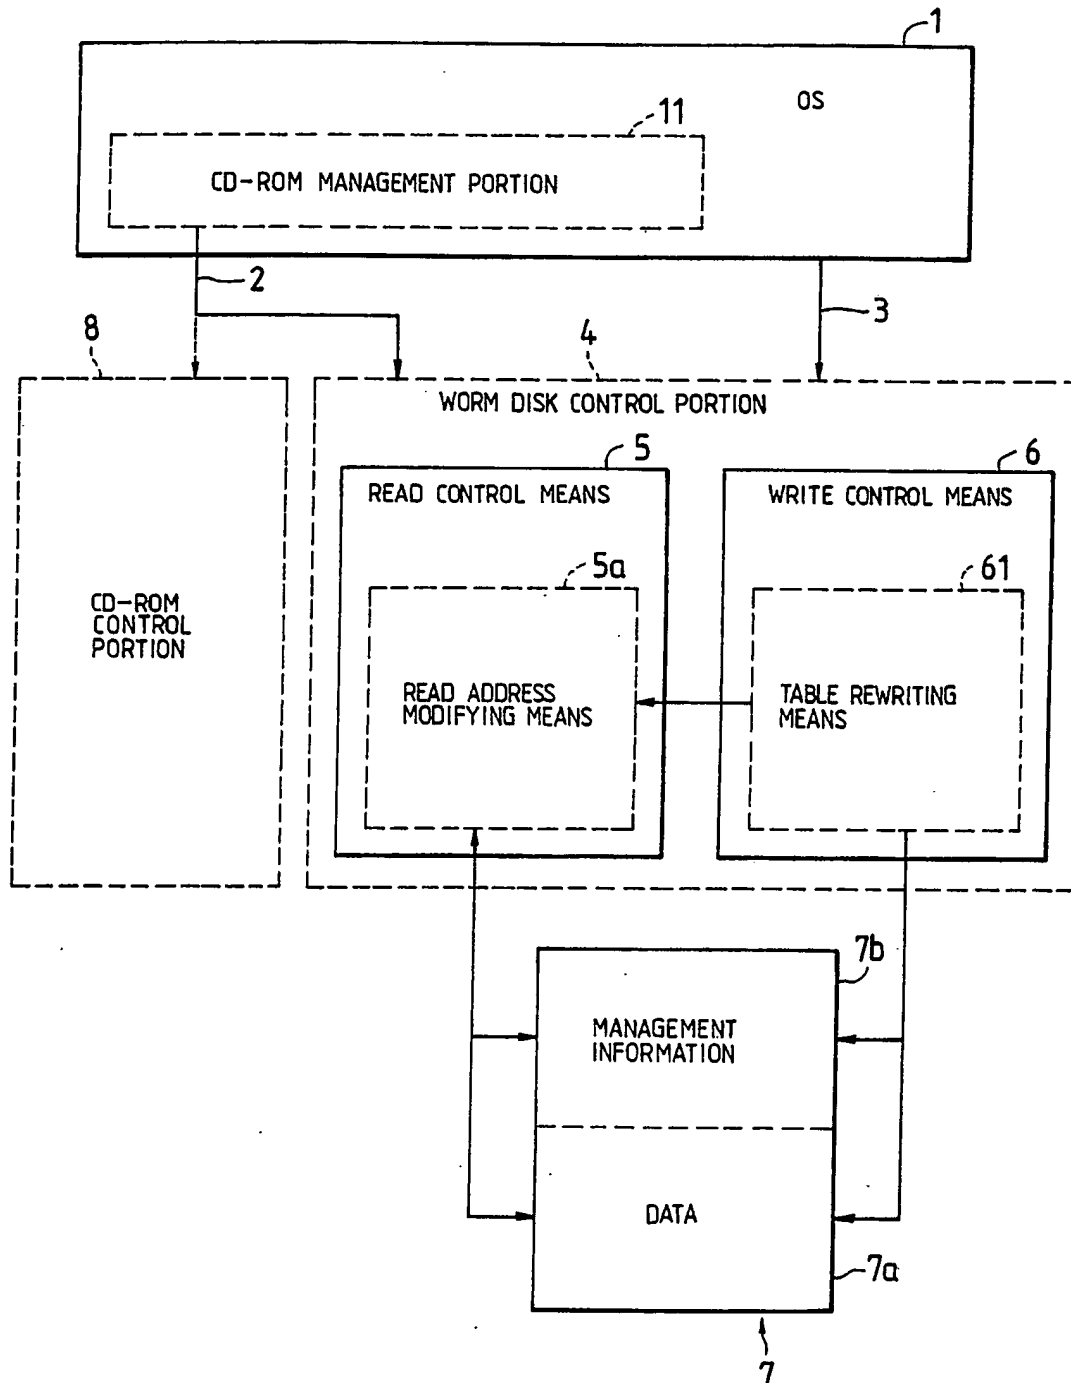 1
OS
11
CD-ROM MANAGEMENT PORTION
2
3
8
4
WORM DISK CONTROL PORTION
5
6
READ CONTROL MEANS
WRITE CONTROL MEANS
5a
61
CD-ROM
CONTROL
PORTION
READ ADDRESS
MODIFYING MEANS
TABLE REWRITING
MEANS
7b
MANAGEMENT
INFORMATION
DATA
7a
7